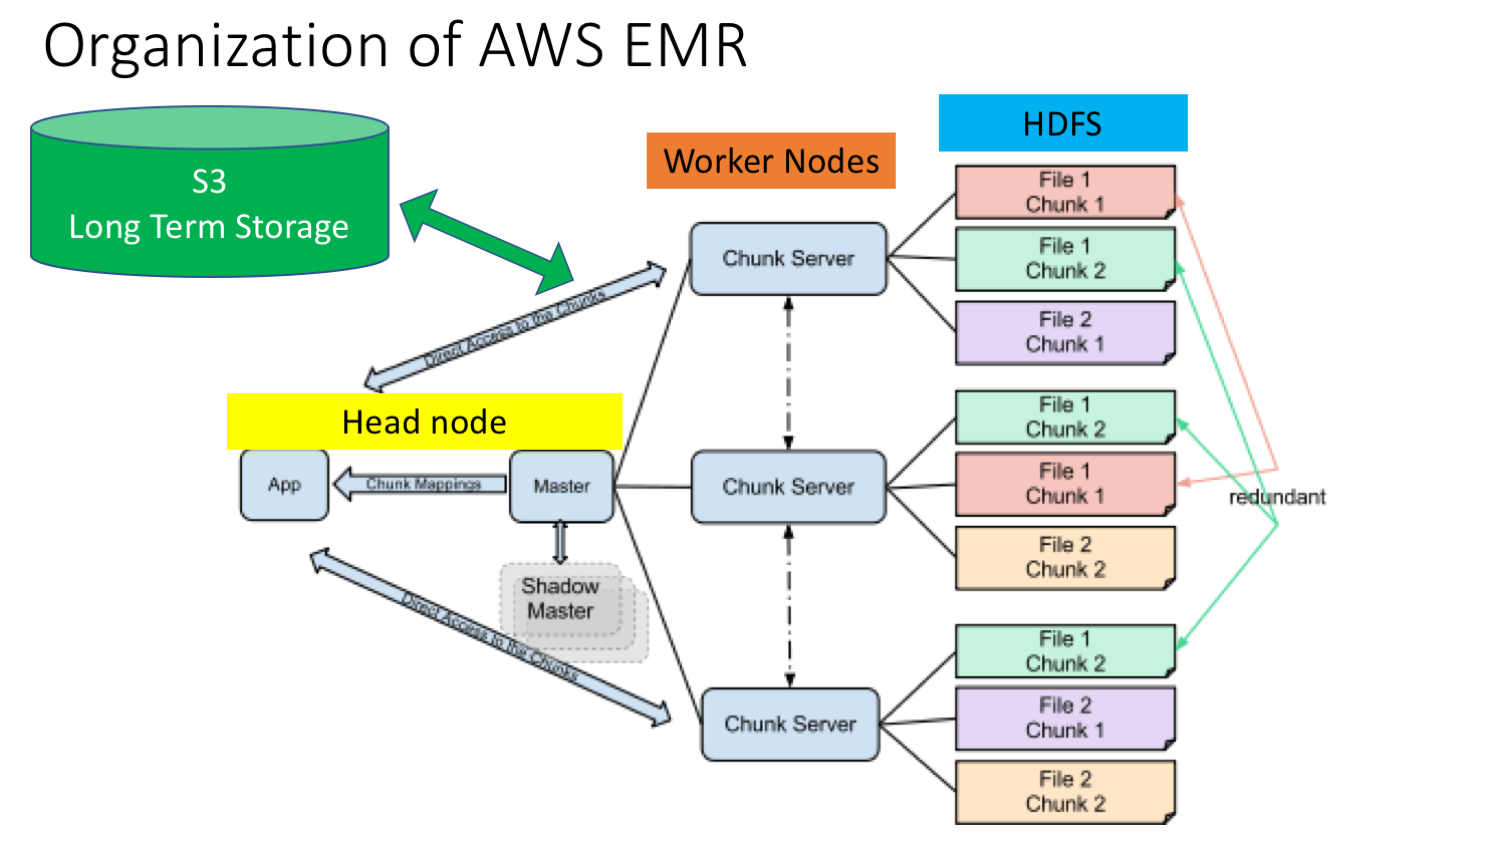 Organization of AWS EMR
S3
Long Term Storage
Worker Nodes
HDFS
Direct Access to the Chunks
Head node
App
Chunk Mappings
Master
Shadow
Master
Direct Access to the Chunks
Chunk Server
File 1
Chunk 1
File 1
Chunk 2
File 2
Chunk 1
Chunk Server
File 1
Chunk 2
File 1
Chunk 1
File 2
Chunk 2
redundant
Chunk Server
File 1
Chunk 2
File 2
Chunk 1
File 2
Chunk 2